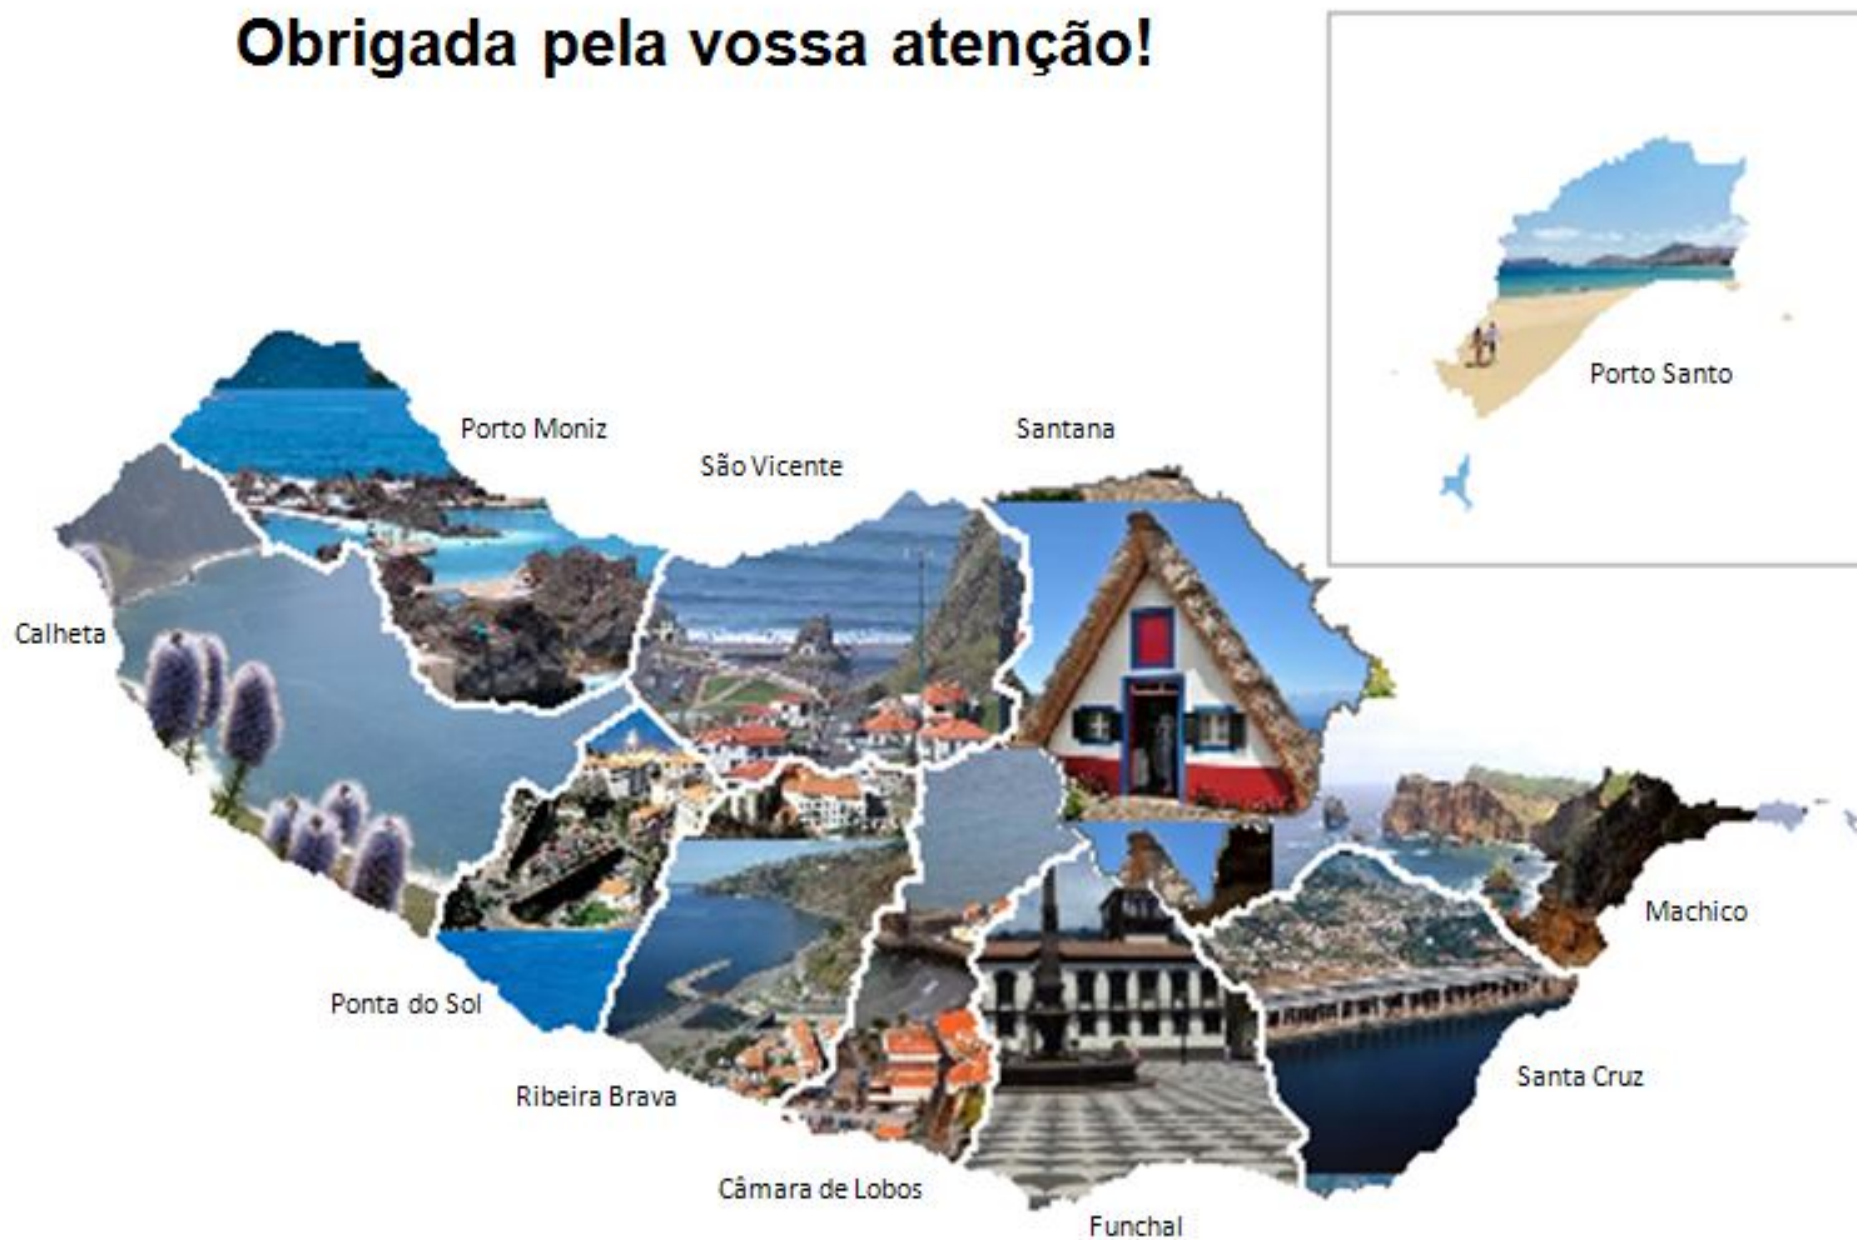 Obrigada pela vossa atenção!
Porto Santo
Porto Moniz
Santana
São Vicente
Calheta
Machico
Ponta do Sol
Santa Cruz
Ribeira Brava
Câmara de Lobos
Funchal